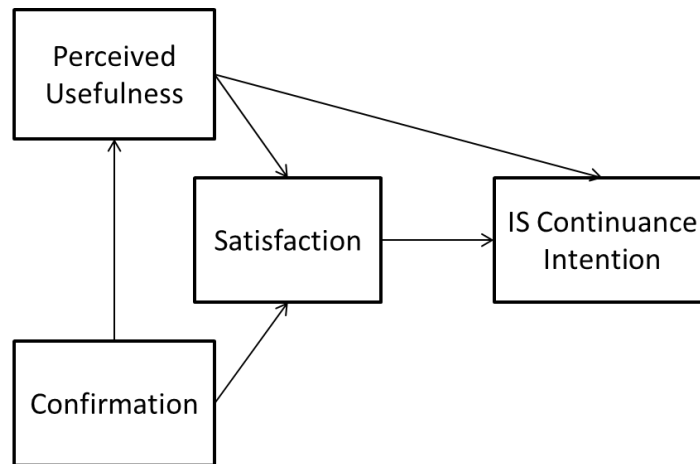 Perceived
Usefulness
Satisfaction
IS Continuance
Intention
Confirmation